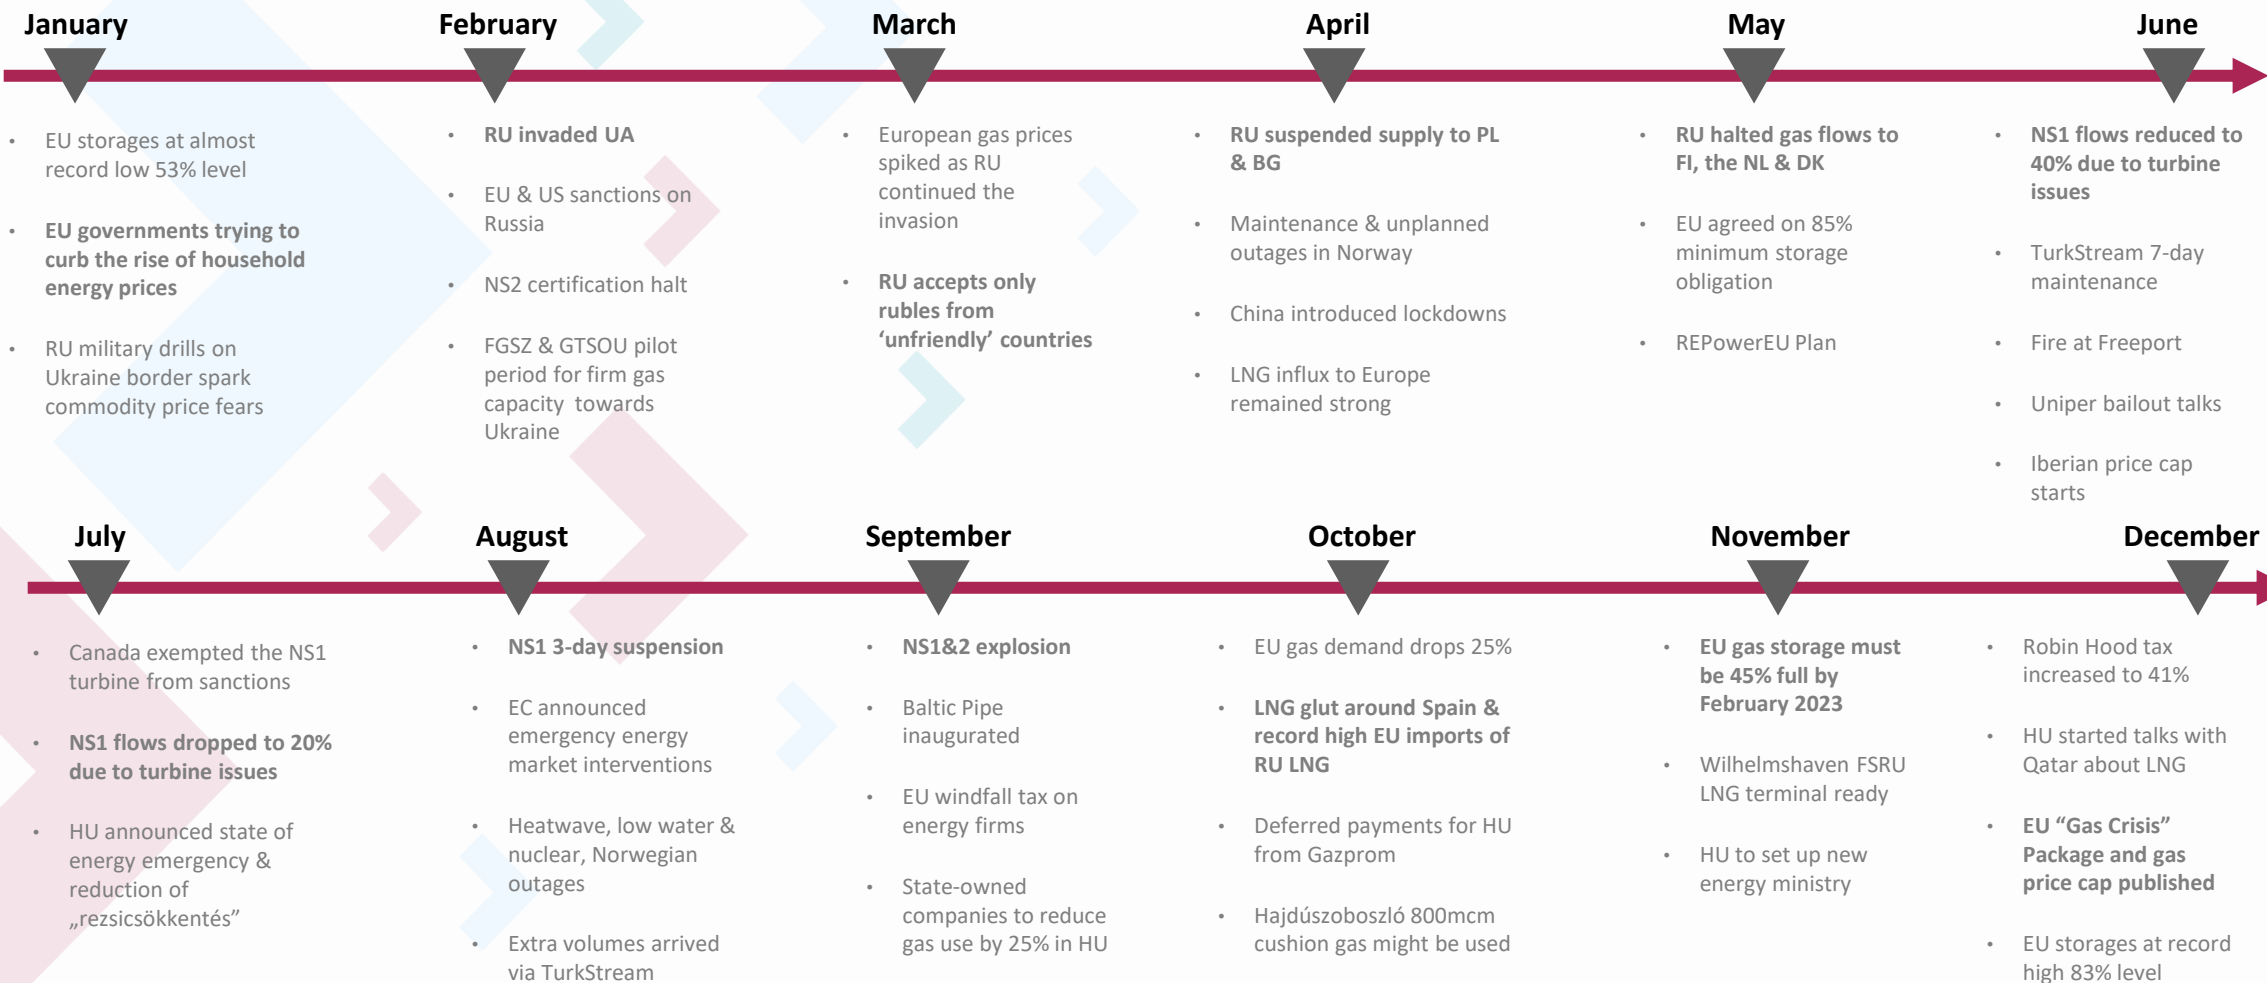 January
February
March
April
May
June
• EU storages at almost
record low 53% level
• EU governments trying to
curb the rise of household
energy prices
• RU military drills on
Ukraine border spark
commodity price fears
• RU invaded UA
• EU & US sanctions on
Russia
• NS2 certification halt
• FGSZ & GTSOU pilot
period for firm gas
capacity towards
Ukraine
• European gas prices
spiked as RU
continued the
invasion
• RU accepts only
rubles from
‘unfriendly’ countries
• RU suspended supply to PL
& BG
• Maintenance & unplanned
outages in Norway
• China introduced lockdowns
• LNG influx to Europe
remained strong
• RU halted gas flows to
FI, the NL & DK
• EU agreed on 85%
minimum storage
obligation
• REPowerEU Plan
• NS1 flows reduced to
40% due to turbine
issues
• TurkStream 7-day
maintenance
• Fire at Freeport
• Uniper bailout talks
• Iberian price cap
starts
July
August
September
October
November
December
• Canada exempted the NS1
turbine from sanctions
• NS1 flows dropped to 20%
due to turbine issues
• HU announced state of
energy emergency &
reduction of
„rezsicsökkentés”
• NS1 3-day suspension
• EC announced
emergency energy
market interventions
• Heatwave, low water &
nuclear, Norwegian
outages
• Extra volumes arrived
via TurkStream
• NS1&2 explosion
• Baltic Pipe
inaugurated
• EU windfall tax on
energy firms
• State-owned
companies to reduce
gas use by 25% in HU
• EU gas demand drops 25%
• LNG glut around Spain &
record high EU imports of
RU LNG
• Deferred payments for HU
from Gazprom
• Hajdúszoboszló 800mcm
cushion gas might be used
• EU gas storage must
be 45% full by
February 2023
• Wilhelmshaven FSRU
LNG terminal ready
• HU to set up new
energy ministry
• Robin Hood tax
increased to 41%
• HU started talks with
Qatar about LNG
• EU “Gas Crisis”
Package and gas
price cap published
• EU storages at record
high 83% level